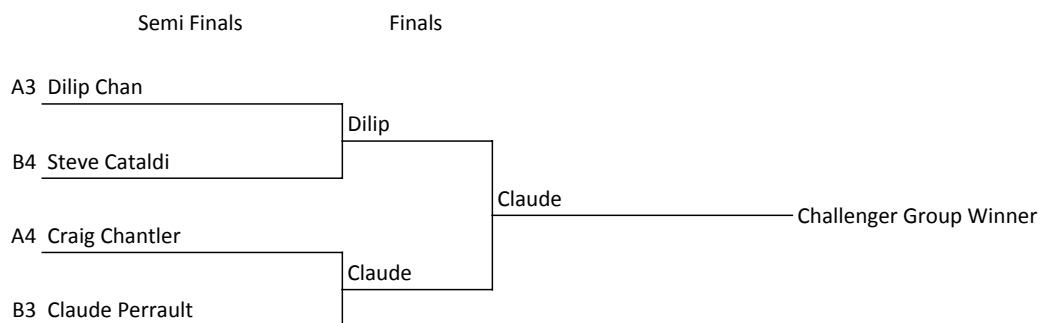 Semi Finals Finals
A3 Dilip Chan
Dilip
B4 Steve Cataldi
Claude
Challenger Group Winner
A4 Craig Chantler
Claude
B3 Claude Perrault